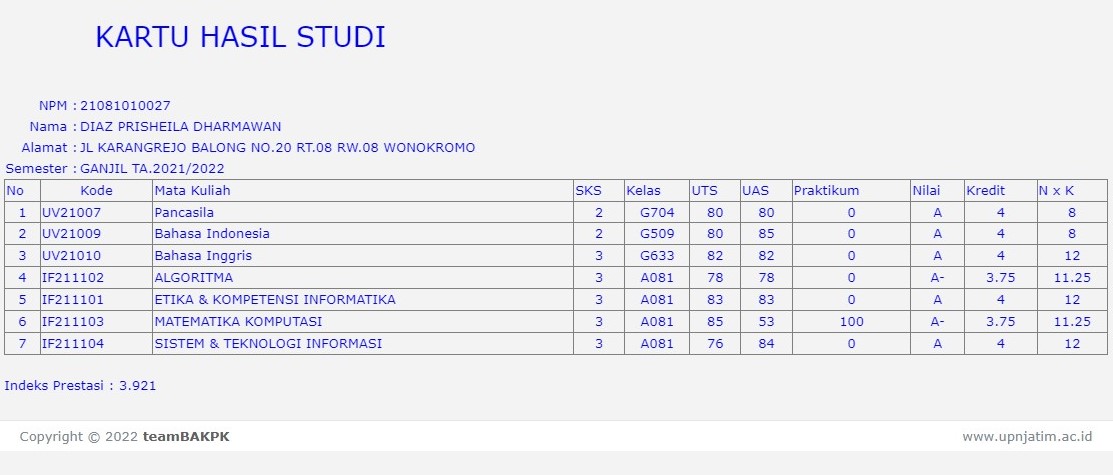 KARTU HASIL STUDI
NPM : 21081010027
Nama : DIAZ PRISHEILA DHARMAWAN
Alamat : JL KARANGREJO BALONG NO.20 RT.08 RW.08 WONOKROMO
Semester : GANJIL TA.2021/2022
No Kode Mata Kuliah SKS Kelas UTS UAS Praktikum Nilai Kredit N x K
1 UV21007 Pancasila 2 G704 80 80 0 A 4 8
2 UV21009 Bahasa Indonesia 2 G509 80 85 0 A 4 8
3 UV21010 Bahasa Inggris 3 G633 82 82 0 A 4 12
4 IF211102 ALGORITMA 3 A081 78 78 0 A- 3.75 11.25
5 IF211101 ETIKA & KOMPETENSI INFORMATIKA 3 A081 83 83 0 A 4 12
6 IF211103 MATEMATIKA KOMPUTASI 3 A081 85 53 100 A- 3.75 11.25
7 IF211104 SISTEM & TEKNOLOGI INFORMASI 3 A081 76 84 0 A 4 12
Indeks Prestasi : 3.921
Copyright © 2022 teamBAKPK www.upnjatim.ac.id